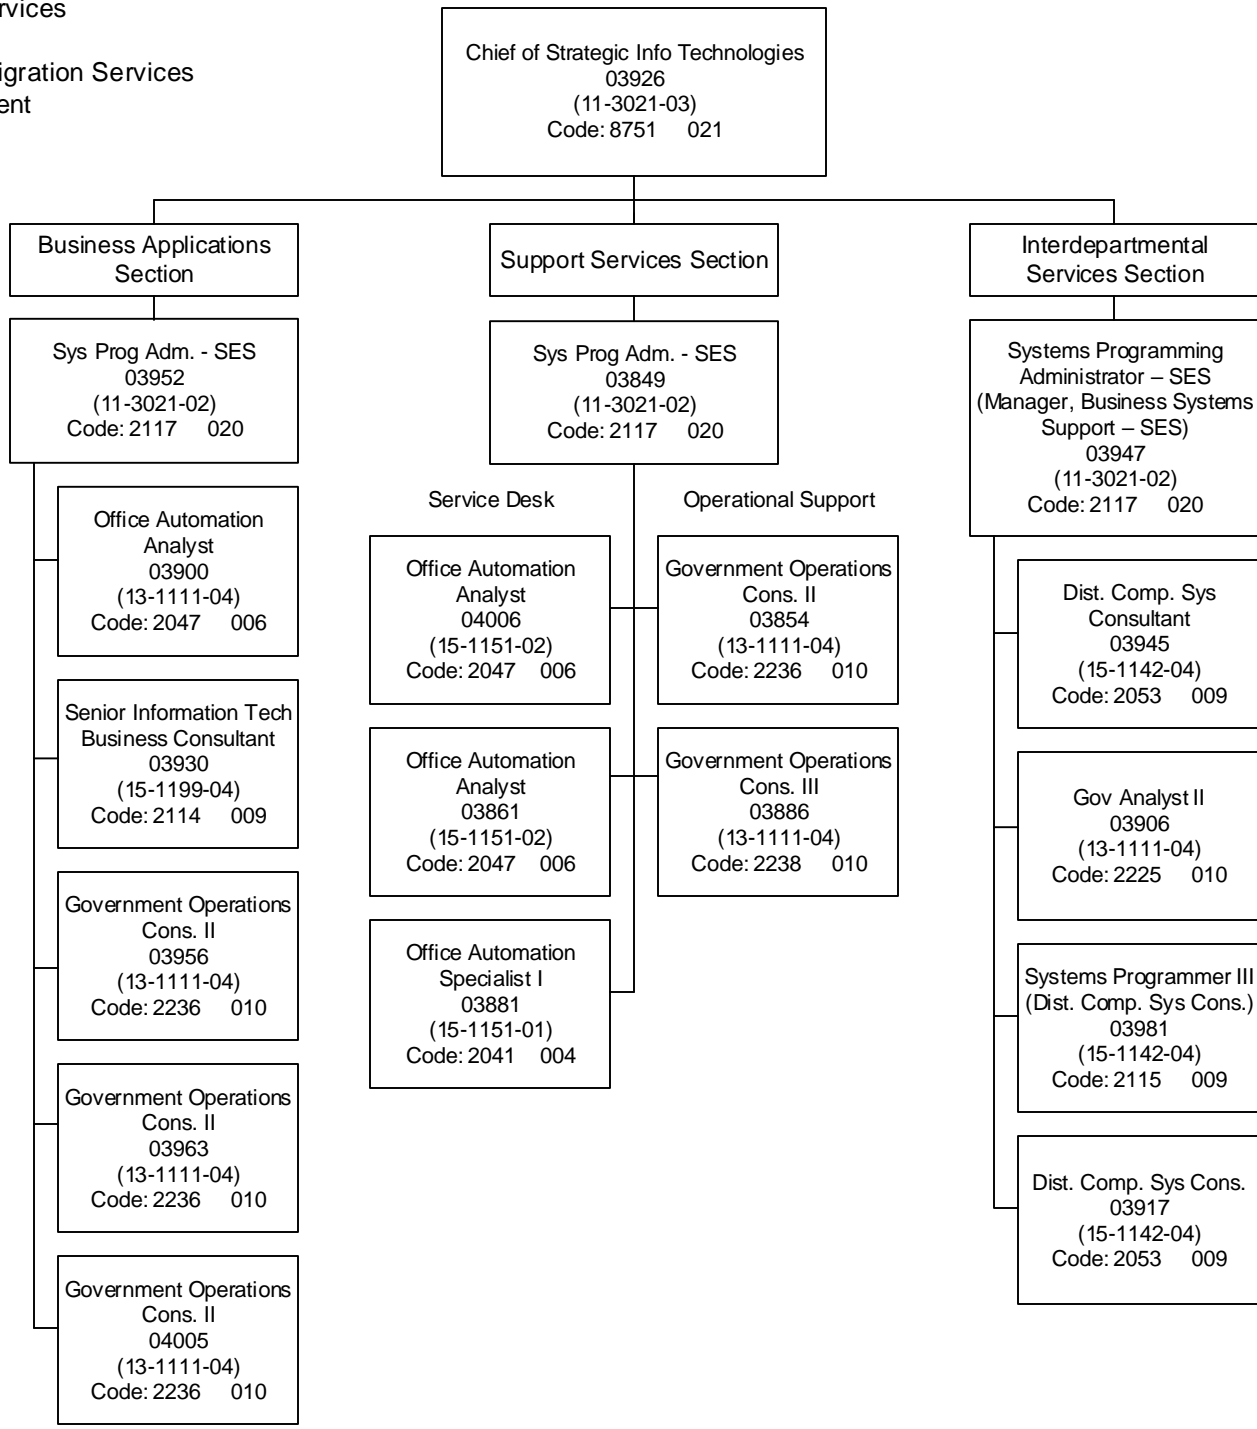 igration Services
Chief of Strategic Info Technologies
03926
(11-3021-03)
Code: 8751 021
Business Applications
Section
Sys Prog Adm. - SES
03952
(11-3021-02)
Code: 2117 020
Office Automation
Analyst
03900
(13-1111-04)
Code: 2047 006
Senior Information Tech
Business Consultant
03930
(15-1199-04)
Code: 2114 009
Government Operations
Cons. II
03956
(13-1111-04)
Code: 2236 010
Government Operations
Cons. II
03963
(13-1111-04)
Code: 2236 010
Government Operations
Cons. II
04005
(13-1111-04)
Code: 2236 010
Support Services Section
Sys Prog Adm. - SES
03849
(11-3021-02)
Code: 2117 020
Service Desk
Office Automation
Analyst
04006
(15-1151-02)
Code: 2047 006
Office Automation
Analyst
03861
(15-1151-02)
Code: 2047 006
Office Automation
Specialist I
03881
(15-1151-01)
Code: 2041 004
Operational Support
Government Operations
Cons. II
03854
(13-1111-04)
Code: 2236 010
Government Operations
Cons. III
03886
(13-1111-04)
Code: 2238 010
Interdepartmental
Services Section
Systems Programming
Administrator – SES
(Manager, Business Systems
Support – SES)
03947
(11-3021-02)
Code: 2117 020
Dist. Comp. Sys
Consultant
03945
(15-1142-04)
Code: 2053 009
Gov Analyst II
03906
(13-1111-04)
Code: 2225 010
Systems Programmer III
(Dist. Comp. Sys Cons.)
03981
(15-1142-04)
Code: 2115 009
Dist. Comp. Sys Cons.
03917
(15-1142-04)
Code: 2053 009